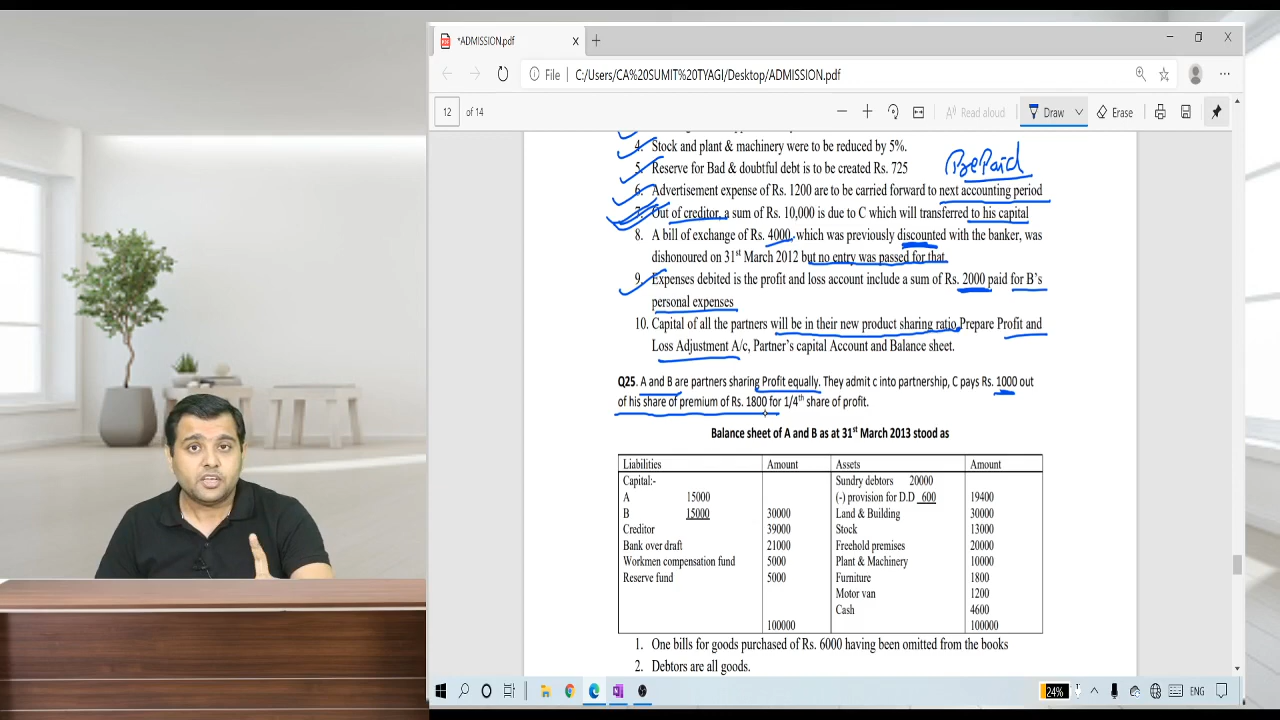 *ADMISSION.pdf
File C:/Users/CA%20SUMIT%20TYAGI/Desktop/ADMISSION.pdf
12 of 14 Read aloud Draw Erase
4. Stock and plant & machinery were to be reduced by 5%.
Be Paid
5. Reserve for Bad & doubtful debt is to be created Rs. 725
6. Advertisement expense of Rs. 1200 are to be carried forward to next accounting period
7. Out of creditor, a sum of Rs. 10,000 is due to C which will transferred to his capital
8. A bill of exchange of Rs. 4000, which was previously discounted with the banker, was
dishonoured on 31st March 2012 but no entry was passed for that.
9. Expenses debited is the profit and loss account include a sum of Rs. 2000 paid for B's
personal expenses
10. Capital of all the partners will be in their new product sharing ratio. Prepare Profit and
Loss Adjustment A/c, Partner's capital Account and Balance sheet.
Q25. A and B are partners sharing Profit equally. They admit c into partnership, C pays Rs. 1000 out
of his share of premium of Rs. 1800 for 1/4th share of profit.
Balance sheet of A and B as at 31st March 2013 stood as
Liabilities Amount Assets Amount
Capital:- Sundry debtors 20000
A 15000 (-) provision for D.D 600 19400
B 15000 30000 Land & Building 30000
Creditor 39000 Stock 13000
Bank over draft 21000 Freehold premises 20000
Workmen compensation fund 5000 Plant & Machinery 10000
Reserve fund 5000 Furniture 1800
Motor van 1200
Cash 4600
100000 100000
1. One bills for goods purchased of Rs. 6000 having been omitted from the books
2. Debtors are all goods.
24% ENG